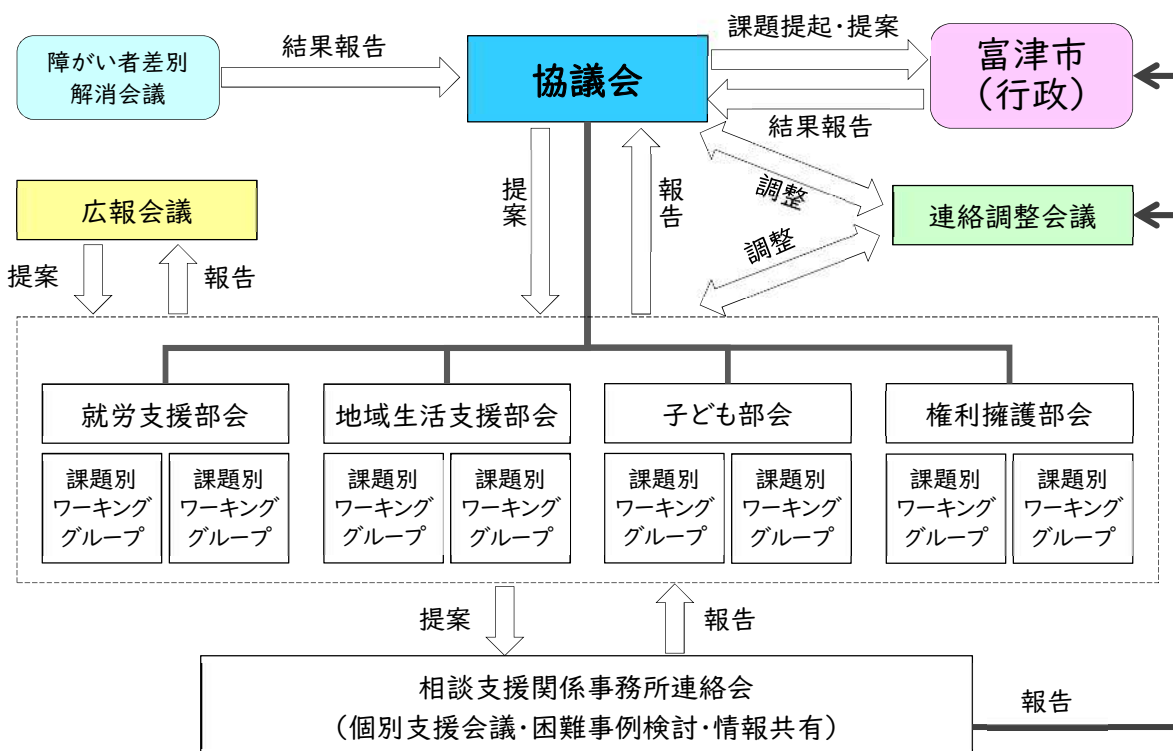 障がい者差別
解消会議
結果報告
協議会
課題提起・提案
富津市
(行政)
結果報告
広報会議
提案
報告
提案
報告
調整
調整
連絡調整会議
就労支援部会
地域生活支援部会
子ども部会
権利擁護部会
課題別
ワーキング
グループ
課題別
ワーキング
グループ
課題別
ワーキング
グループ
課題別
ワーキング
グループ
課題別
ワーキング
グループ
課題別
ワーキング
グループ
課題別
ワーキング
グループ
課題別
ワーキング
グループ
提案
報告
相談支援関係事務所連絡会
(個別支援会議・困難事例検討・情報共有)
報告